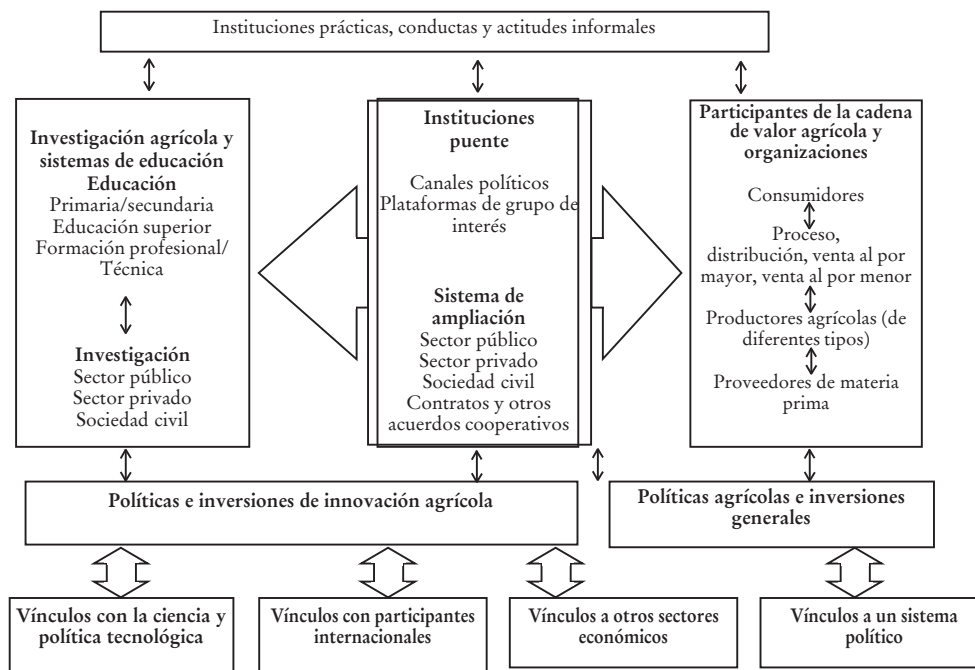 Instituciones prácticas, conductas y actitudes informales
Investigación agrícola y
sistemas de educación
Educación
Primaria/secundaria
Educación superior
Formación profesional/
Técnica
Investigación
Sector público
Sector privado
Sociedad civil
Instituciones
puente
Canales políticos
Plataformas de grupo de
interés
Sistema de
ampliación
Sector público
Sector privado
Sociedad civil
Contratos y otros
acuerdos cooperativos
Participantes de la cadena
de valor agrícola y
organizaciones
Consumidores
Proceso,
distribución, venta al por
mayor, venta al por menor
Productores agrícolas (de
diferentes tipos)
Proveedores de materia
prima
Políticas e inversiones de innovación agrícola
Políticas agrícolas e inversiones
generales
Vínculos con la ciencia y
política tecnológica
Vínculos con participantes
internacionales
Vínculos a otros sectores
económicos
Vínculos a un sistema
político